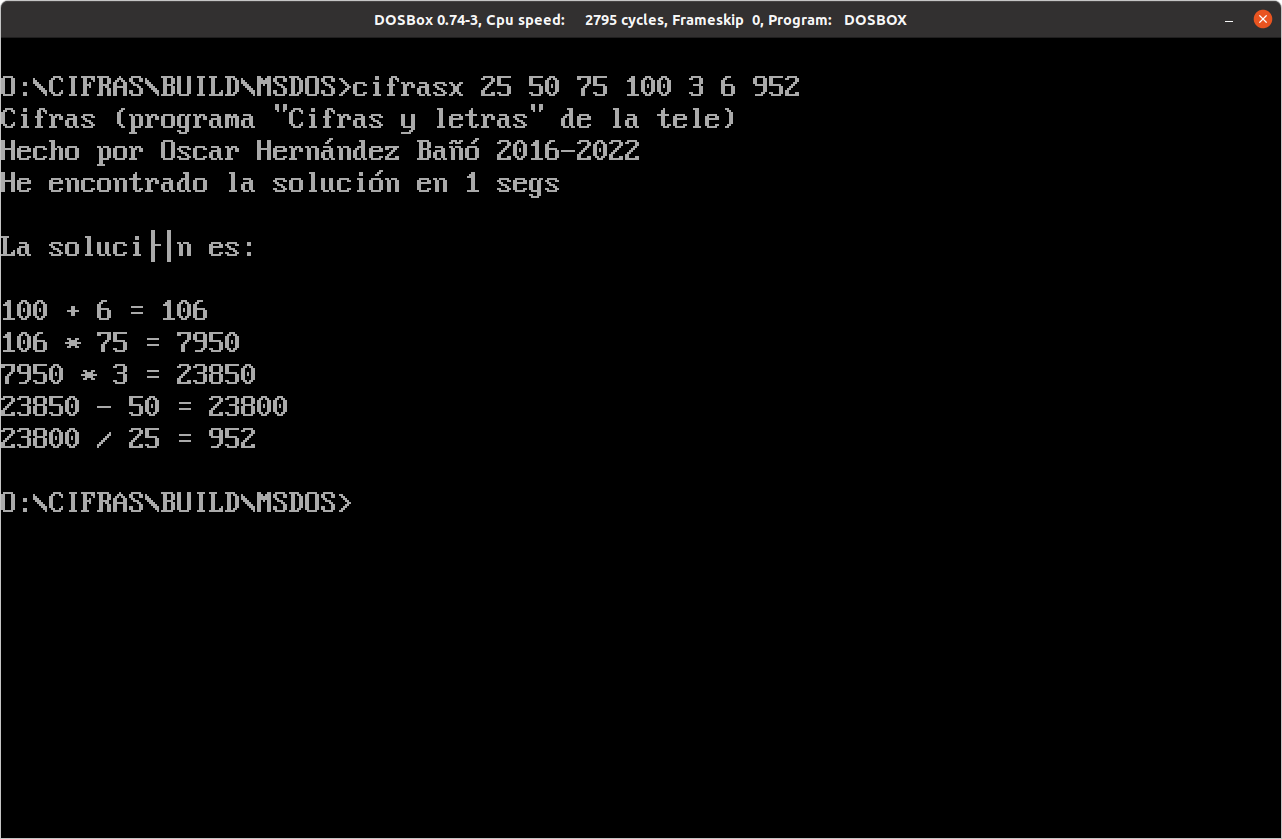 DOSBox 0.74-3, Cpu speed: 2795 cycles, Frameskip 0, Program: DOSBOX
O:\CIFRAS\BUILD\MSDOS>cifrasx 25 50 75 100 3 6 952
Cifras (programa "Cifras y letras" de la tele)
Hecho por Oscar Hernández Bañó 2016-2022
He encontrado la solución en 1 segs
La soluci├│n es:
100 + 6 = 106
106 * 75 = 7950
7950 * 3 = 23850
23850 - 50 = 23800
23800 / 25 = 952
O:\CIFRAS\BUILD\MSDOS>